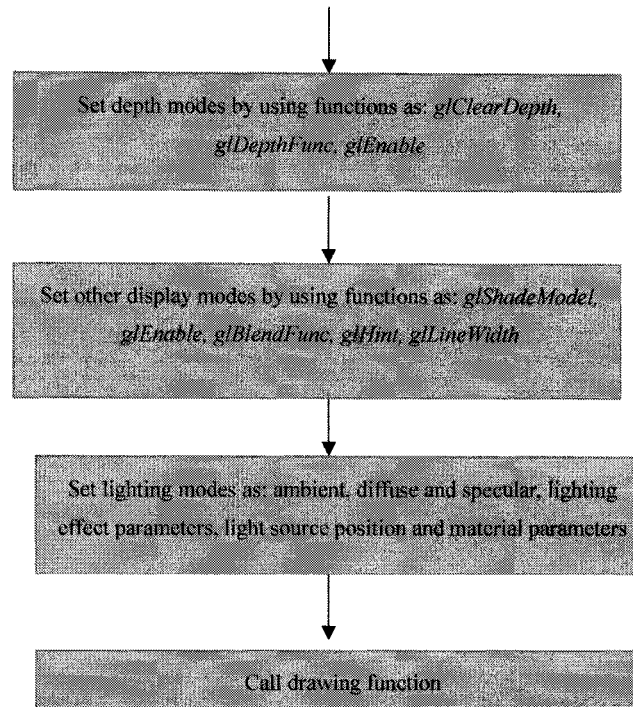 Set depth modes by using functions as: glClearDepth,
glDepthFunc, glEnable
Set other display modes by using functions as: glShadeModel,
glEnable, glBlendFunc, glHint, glLineWidth
Set lighting modes as: ambient, diffuse and specular, lighting
effect parameters, light source position and material parameters
Call drawing function